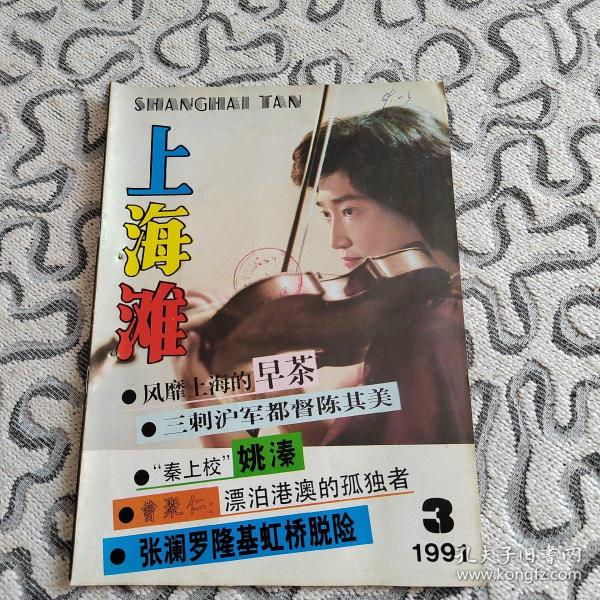 SHANGHAI TAN
上海滩
风靡上海的早茶
三刺沪军都督陈其美
“秦上校”姚溱
曹聚仁：漂泊港澳的孤独者
张澜罗隆基虹桥脱险
3
1991
孔夫子旧书网
www.kongfz.com